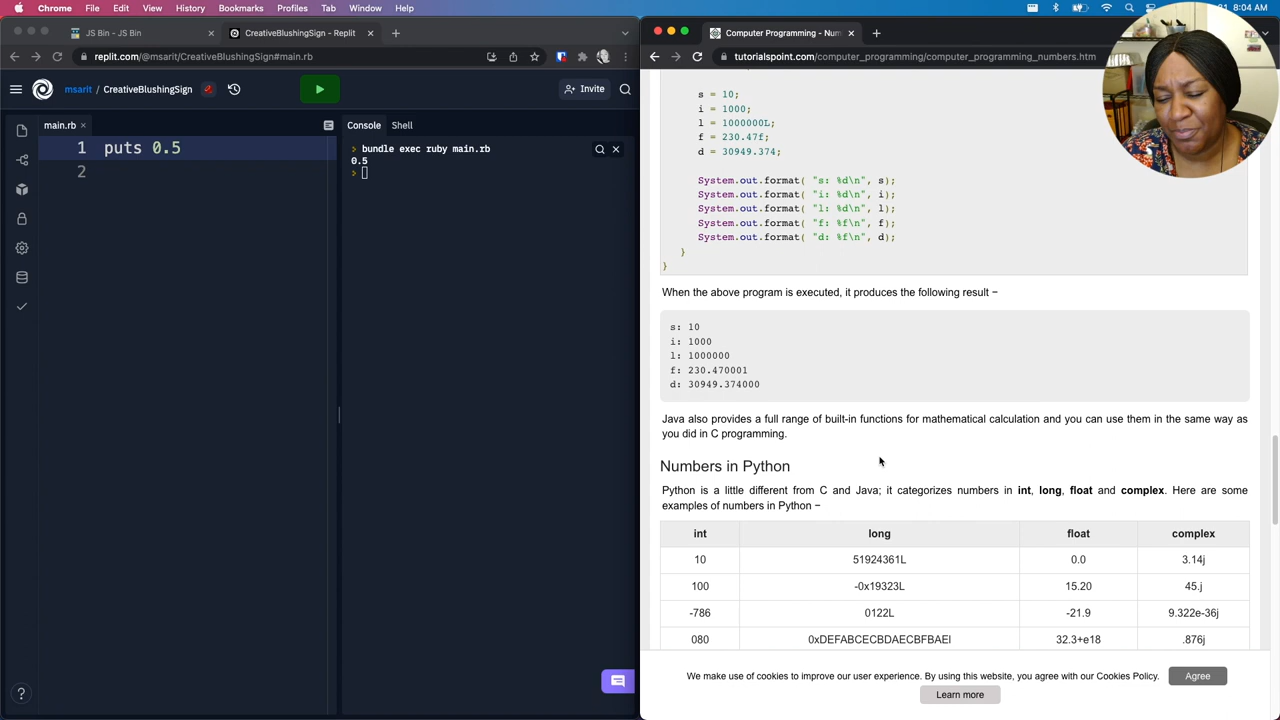 Chrome File Edit View History Bookmarks Profiles Tab Window Help
8:04 AM
JS Bin - JS Bin
CreativeBlushingSign - Replit
replit.com/@msarit/CreativeBlushingSign#main.rb
msarit / CreativeBlushingSign
Invite
main.rb
Console Shell
1 puts 0.5
2
bundle exec ruby main.rb
0.5
Computer Programming - Num
tutorialspoint.com/computer_programming/computer_programming_numbers.htm
s = 10;
i = 1000;
l = 1000000L;
f = 230.47f;
d = 30949.374;
System.out.format( "s: %d\n", s);
System.out.format( "i: %d\n", i);
System.out.format( "l: %d\n", l);
System.out.format( "f: %f\n", f);
System.out.format( "d: %f\n", d);
}
}
When the above program is executed, it produces the following result −
s: 10
i: 1000
l: 1000000
f: 230.470001
d: 30949.374000
Java also provides a full range of built-in functions for mathematical calculation and you can use them in the same way as
you did in C programming.
Numbers in Python
Python is a little different from C and Java; it categorizes numbers in int, long, float and complex. Here are some
examples of numbers in Python −
int long float complex
10 51924361L 0.0 3.14j
100 -0x19323L 15.20 45.j
-786 0122L -21.9 9.322e-36j
080 0xDEFABCECBDAECBFBAEl 32.3+e18 .876j
We make use of cookies to improve our user experience. By using this website, you agree with our Cookies Policy.
Agree
Learn more